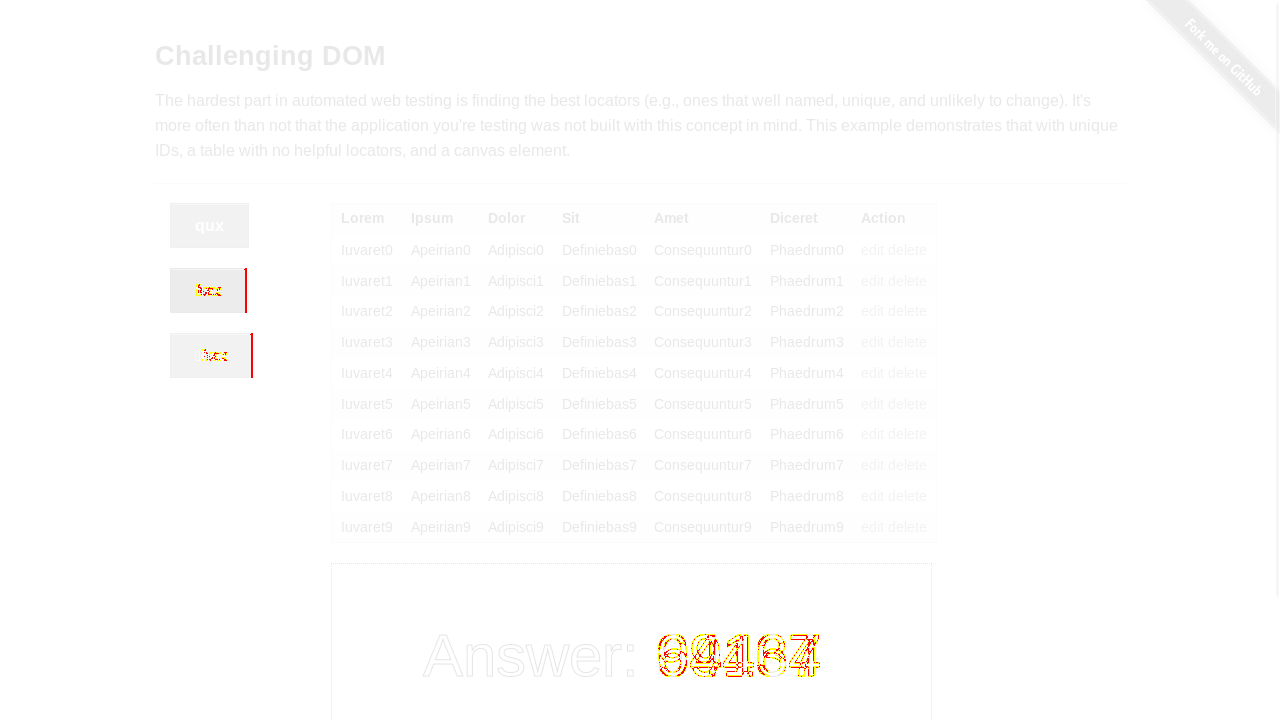 Fork me on GitHub
Challenging DOM
The hardest part in automated web testing is finding the best locators (e.g., ones that well named, unique, and unlikely to change). It's
more often than not that the application you're testing was not built with this concept in mind. This example demonstrates that with unique
IDs, a table with no helpful locators, and a canvas element.
qux
Lorem Ipsum Dolor Sit Amet Diceret Action
Iuvaret0 Apeirian0 Adipisci0 Definiebas0 Consequuntur0 Phaedrum0 edit delete
Iuvaret1 Apeirian1 Adipisci1 Definiebas1 Consequuntur1 Phaedrum1 edit delete
Iuvaret2 Apeirian2 Adipisci2 Definiebas2 Consequuntur2 Phaedrum2 edit delete
Iuvaret3 Apeirian3 Adipisci3 Definiebas3 Consequuntur3 Phaedrum3 edit delete
Iuvaret4 Apeirian4 Adipisci4 Definiebas4 Consequuntur4 Phaedrum4 edit delete
Iuvaret5 Apeirian5 Adipisci5 Definiebas5 Consequuntur5 Phaedrum5 edit delete
Iuvaret6 Apeirian6 Adipisci6 Definiebas6 Consequuntur6 Phaedrum6 edit delete
Iuvaret7 Apeirian7 Adipisci7 Definiebas7 Consequuntur7 Phaedrum7 edit delete
Iuvaret8 Apeirian8 Adipisci8 Definiebas8 Consequuntur8 Phaedrum8 edit delete
Iuvaret9 Apeirian9 Adipisci9 Definiebas9 Consequuntur9 Phaedrum9 edit delete
Answer: